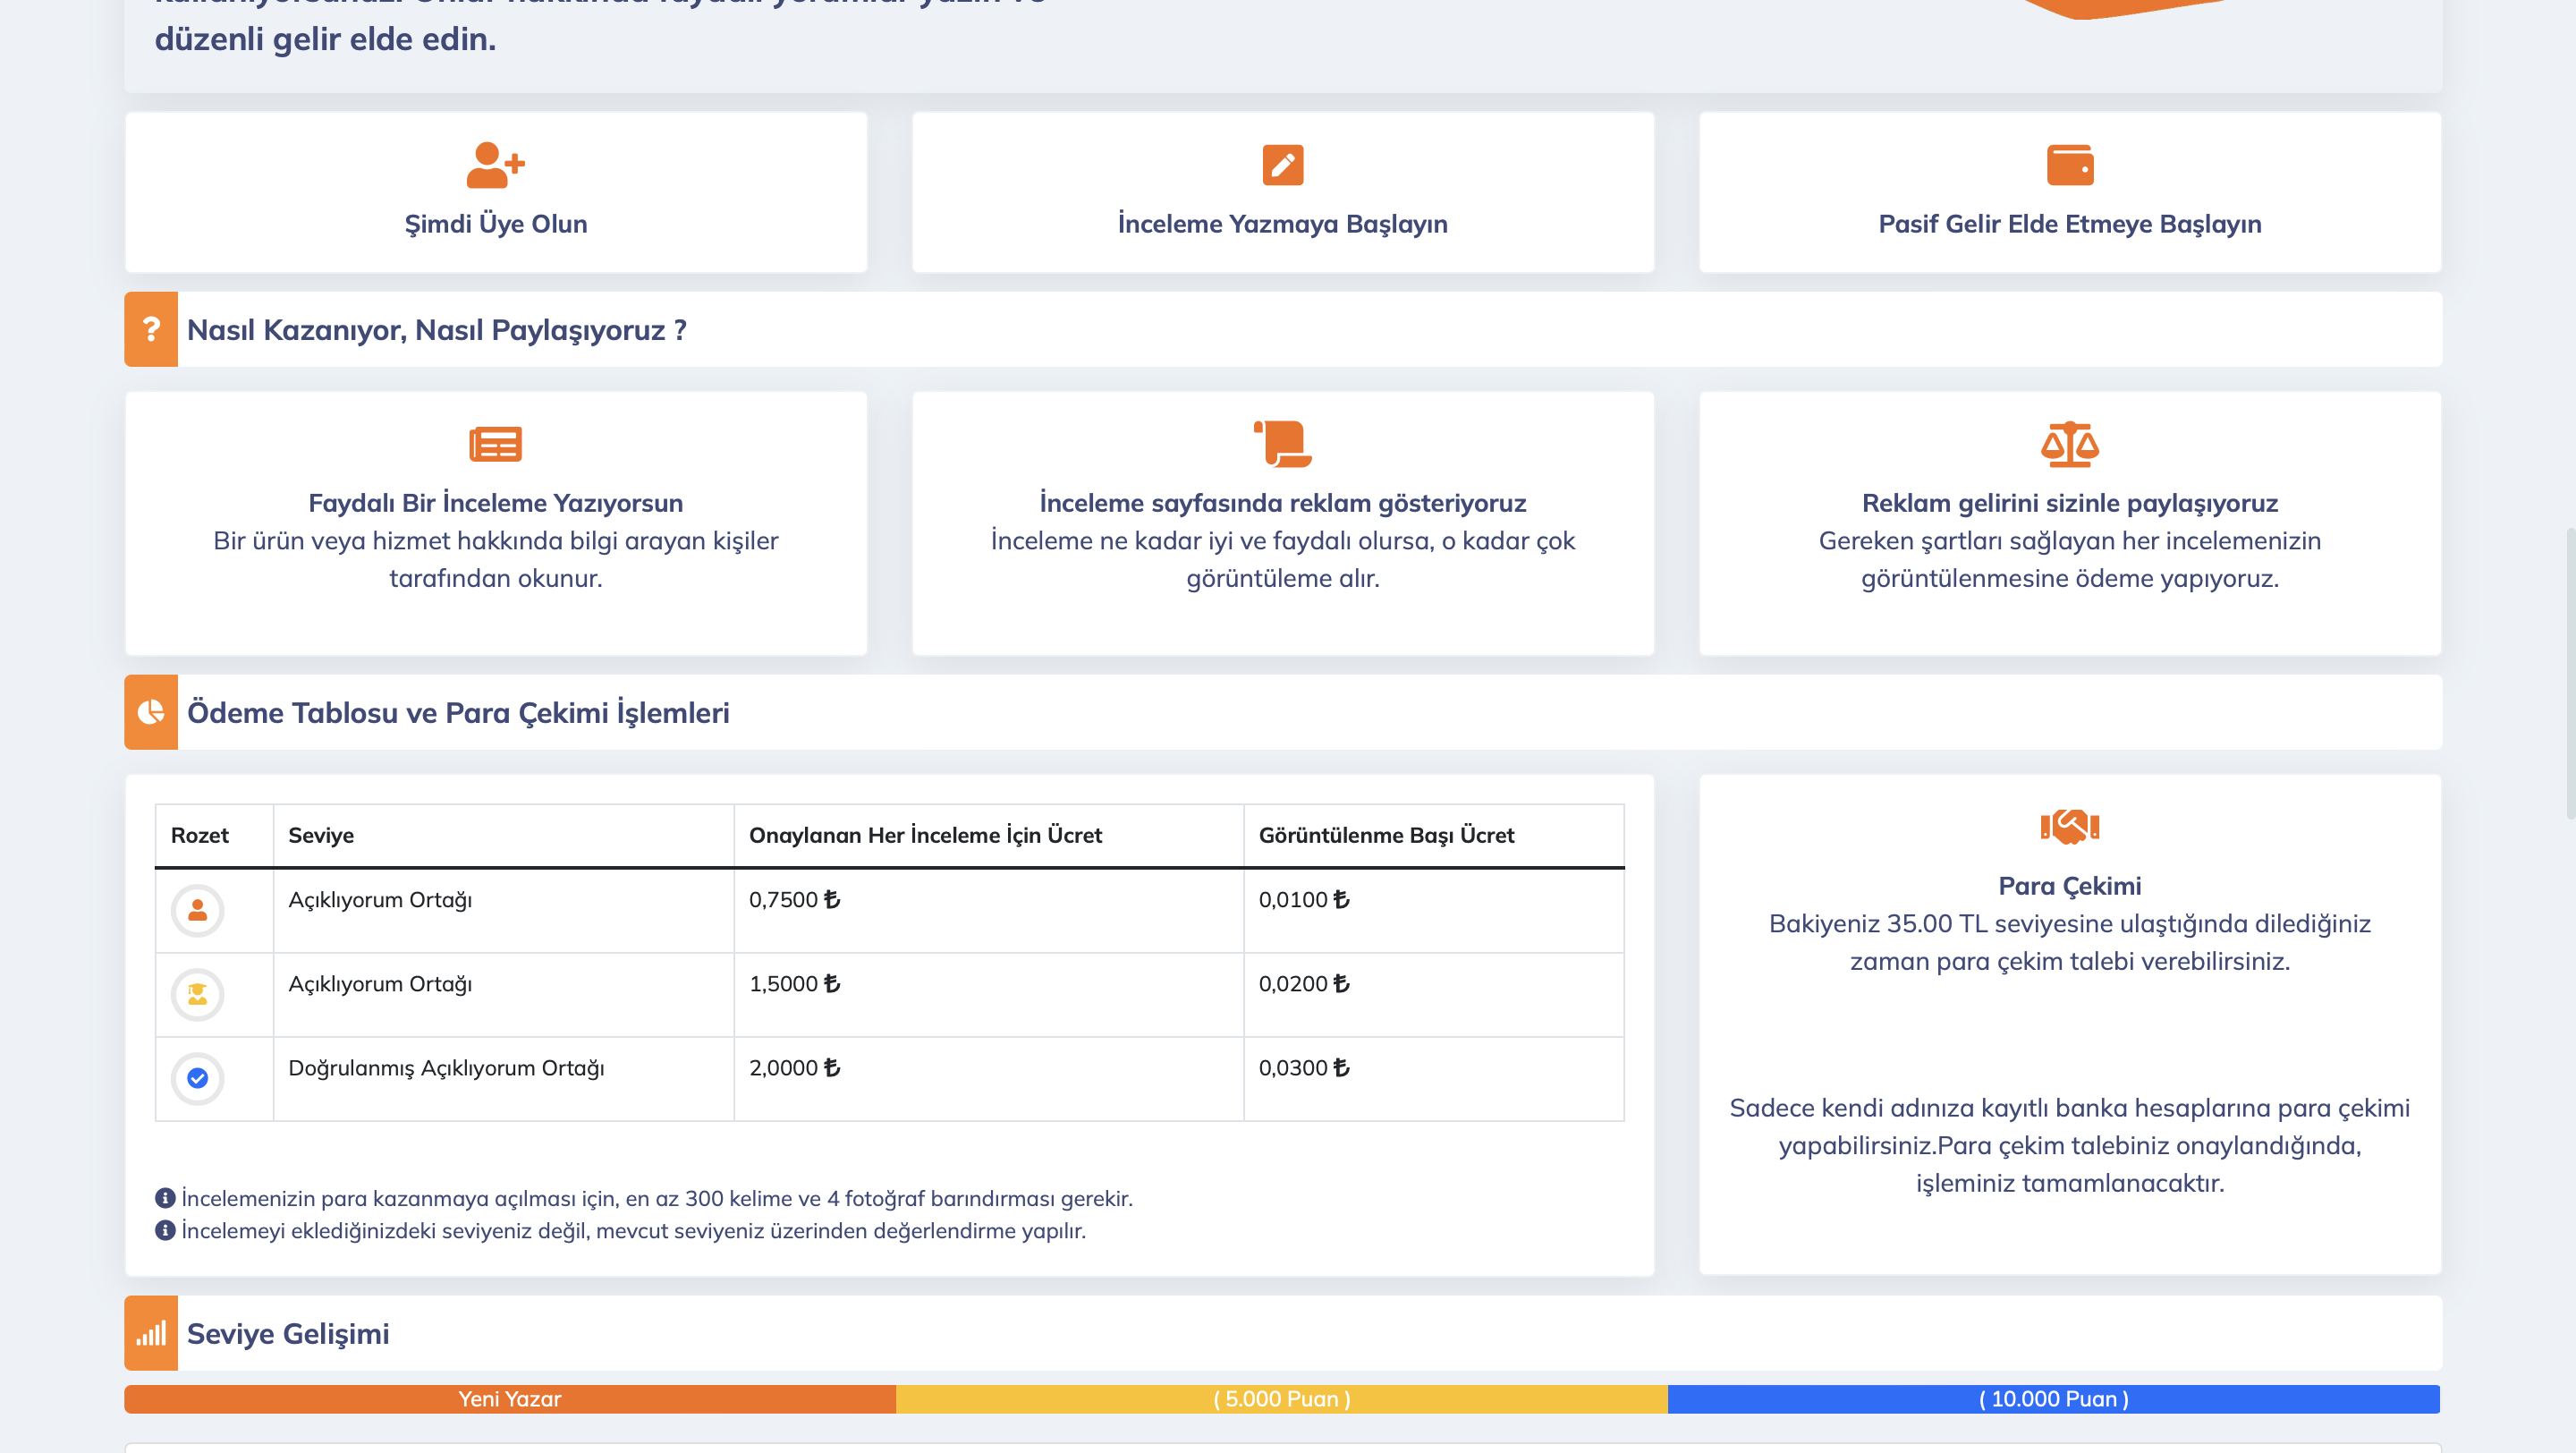 düzenli gelir elde edin.
Şimdi Üye Olun
İnceleme Yazmaya Başlayın
Pasif Gelir Elde Etmeye Başlayın
Nasıl Kazanıyor, Nasıl Paylaşıyoruz ?
Faydalı Bir İnceleme Yazıyorsun
Bir ürün veya hizmet hakkında bilgi arayan kişiler
tarafından okunur.
İnceleme sayfasında reklam gösteriyoruz
İnceleme ne kadar iyi ve faydalı olursa, o kadar çok
görüntüleme alır.
Reklam gelirini sizinle paylaşıyoruz
Gereken şartları sağlayan her incelemenizin
görüntülenmesine ödeme yapıyoruz.
Ödeme Tablosu ve Para Çekimi İşlemleri
Rozet Seviye Onaylanan Her İnceleme İçin Ücret Görüntülenme Başı Ücret
Açıklıyorum Ortağı 0,7500 ₺ 0,0100 ₺
Açıklıyorum Ortağı 1,5000 ₺ 0,0200 ₺
Doğrulanmış Açıklıyorum Ortağı 2,0000 ₺ 0,0300 ₺
İncelemenizin para kazanmaya açılması için, en az 300 kelime ve 4 fotoğraf barındırması gerekir.
İncelemeyi eklediğinizdeki seviyeniz değil, mevcut seviyeniz üzerinden değerlendirme yapılır.
Para Çekimi
Bakiyeniz 35.00 TL seviyesine ulaştığında dilediğiniz
zaman para çekim talebi verebilirsiniz.
Sadece kendi adınıza kayıtlı banka hesaplarına para çekimi
yapabilirsiniz.Para çekim talebiniz onaylandığında,
işleminiz tamamlanacaktır.
Seviye Gelişimi
Yeni Yazar
( 5.000 Puan )
( 10.000 Puan )